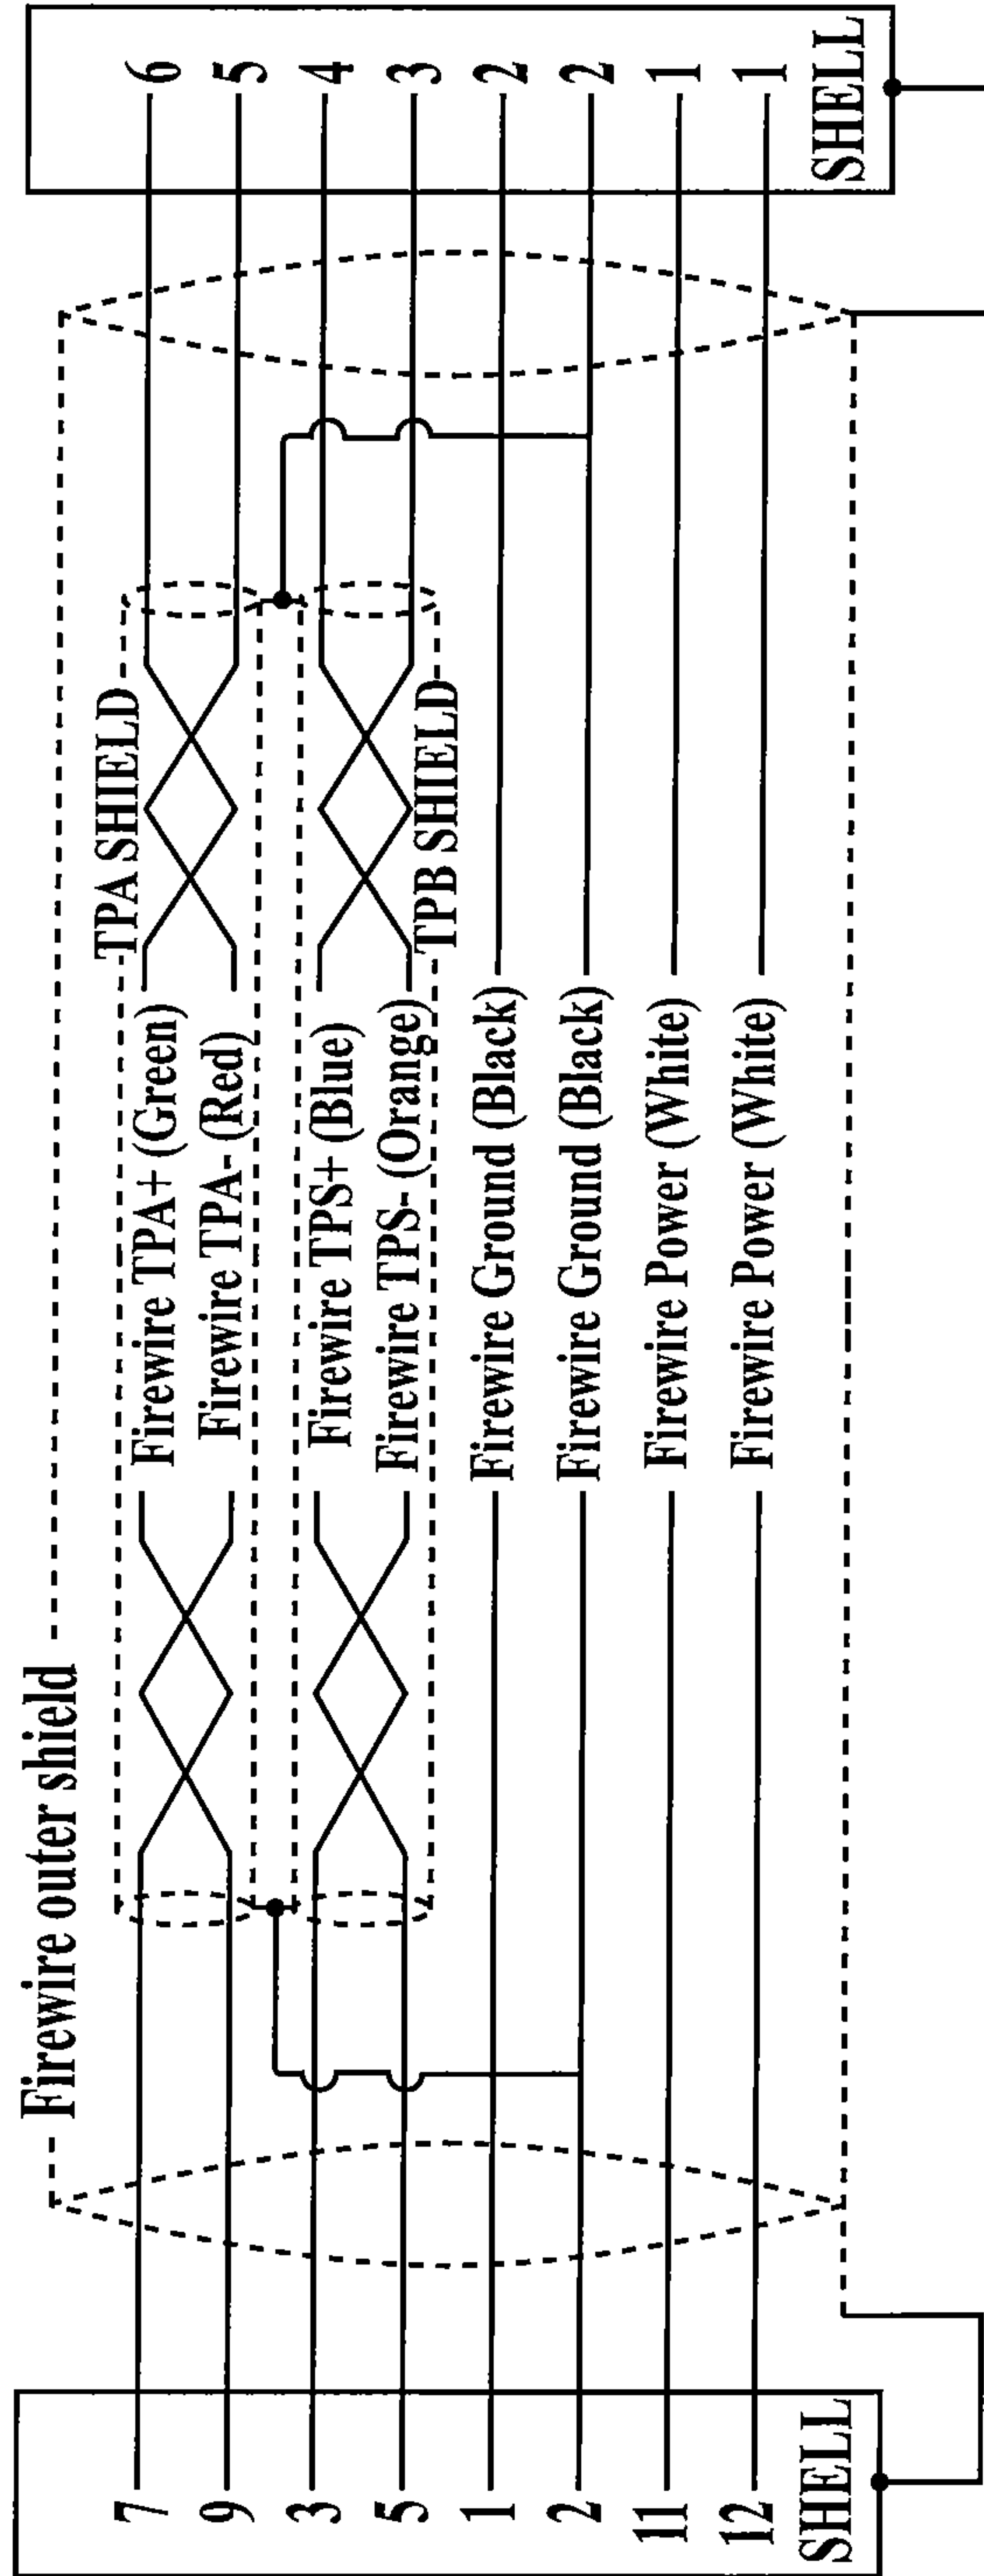 Firewire outer shield
TPA SHIELD
7 Firewire TPA+ (Green) 6
9 Firewire TPA- (Red) 5
3 Firewire TPS+ (Blue) 4
5 Firewire TPS- (Orange) 3
TPB SHIELD
1 Firewire Ground (Black) 2
2 Firewire Ground (Black) 2
11 Firewire Power (White) 1
12 Firewire Power (White) 1
SHELL SHELL